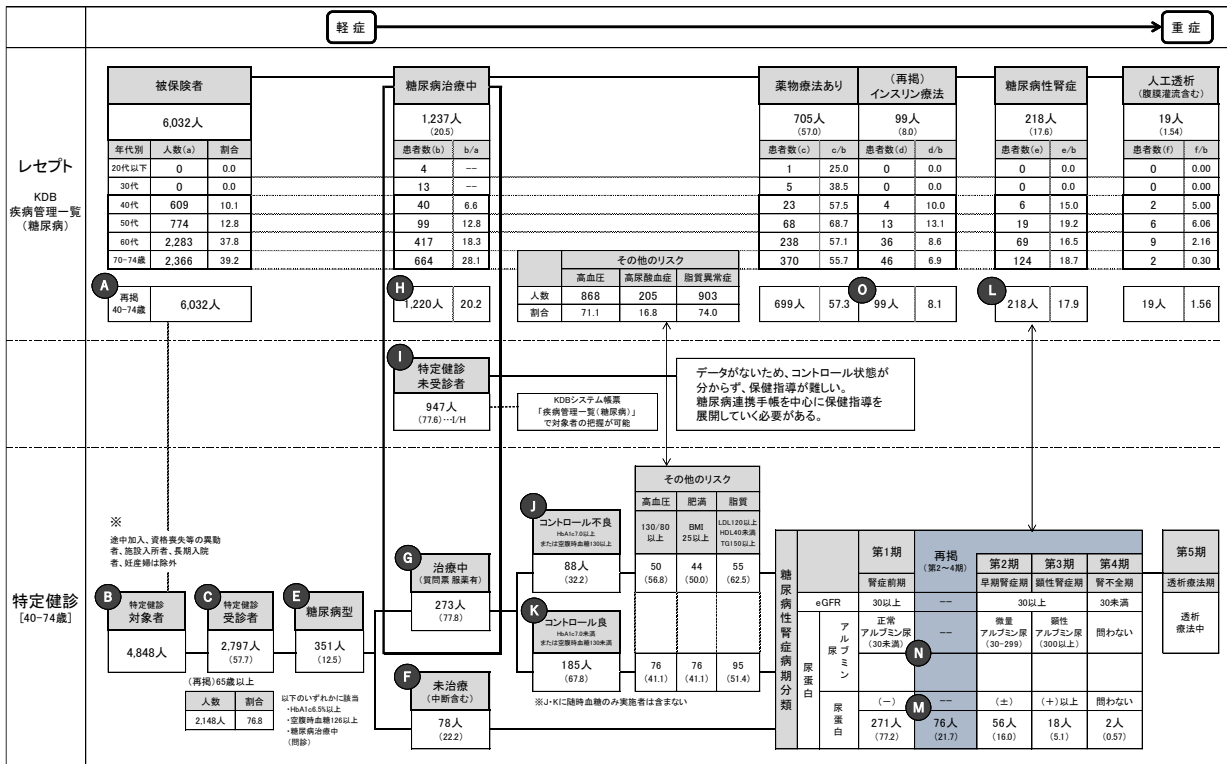 軽 症
重 症
レセプト
KDB
疾病管理一覧
(糖尿病)
被保険者
6,032人
年代別 人数(a) 割合
20代以下 0 0.0
30代 0 0.0
40代 609 10.1
50代 774 12.8
60代 2,283 37.8
70-74歳 2,366 39.2
A
再掲
40-74歳
6,032人
糖尿病治療中
1,237人
(20.5)
患者数(b) b/a
4 --
13 --
40 6.6
99 12.8
417 18.3
664 28.1
H
1,220人 20.2
その他のリスク
高血圧 高尿酸血症 脂質異常症
人数 868 205 903
割合 71.1 16.8 74.0
薬物療法あり
705人
(57.0)
患者数(c) c/b
1 25.0
5 38.5
23 57.5
68 68.7
238 57.1
370 55.7
699人 57.3
(再掲)
インスリン療法
99人
(8.0)
患者数(d) d/b
0 0.0
0 0.0
4 10.0
13 13.1
36 8.6
46 6.9
O
99人 8.1
糖尿病性腎症
218人
(17.6)
患者数(e) e/b
0 0.0
0 0.0
6 15.0
19 19.2
69 16.5
124 18.7
L
218人 17.9
人工透析
(腹膜灌流含む)
19人
(1.54)
患者数(f) f/b
0 0.00
0 0.00
2 5.00
6 6.06
9 2.16
2 0.30
19人 1.56
I
特定健診
未受診者
947人
(77.6)…I/H
KDBシステム帳票
「疾病管理一覧(糖尿病)」
で対象者の把握が可能
データがないため、コントロール状態が
分からず、保健指導が難しい。
糖尿病連携手帳を中心に保健指導を
展開していく必要がある。
特定健診
[40-74歳]
※
途中加入、資格喪失等の異動
者、施設入所者、長期入院
者、妊産婦は除外
B
特定健診
対象者
4,848人
C
特定健診
受診者
2,797人
(57.7)
(再掲)65歳以上
人数 割合
2,148人 76.8
E
糖尿病型
351人
(12.5)
以下のいずれかに該当
・HbA1c6.5%以上
・空腹時血糖126以上
・糖尿病治療中
(問診)
G
治療中
(質問票 服薬有)
273人
(77.8)
F
未治療
(中断含む)
78人
(22.2)
J
コントロール不良
HbA1c7.0以上
または空腹時血糖130以上
88人
(32.2)
K
コントロール良
HbA1c7.0未満
または空腹時血糖130未満
185人
(67.8)
その他のリスク
高血圧 肥満 脂質
130/80
以上
BMI
25以上
LDL120以上
HDL40未満
TG150以上
50 44 55
(56.8) (50.0) (62.5)
76 76 95
(41.1) (41.1) (51.4)
※J・Kに随時血糖のみ実施者は含まない
糖尿病性腎症病期分類
第1期
腎症前期
再掲
(第2～4期)
第2期
早期腎症期
第3期
顕性腎症期
第4期
腎不全期
第5期
透析療法期
eGFR 30以上 -- 30以上 30未満
尿蛋白
アルブミン尿
正常
アルブミン尿
(30未満)
--
微量
アルブミン尿
(30-299)
顕性
アルブミン尿
(300以上)
問わない
透析
療法中
N
尿蛋白
(－) -- (±) (＋)以上 問わない
M
271人 76人 56人 18人 2人
(77.2) (21.7) (16.0) (5.1) (0.57)